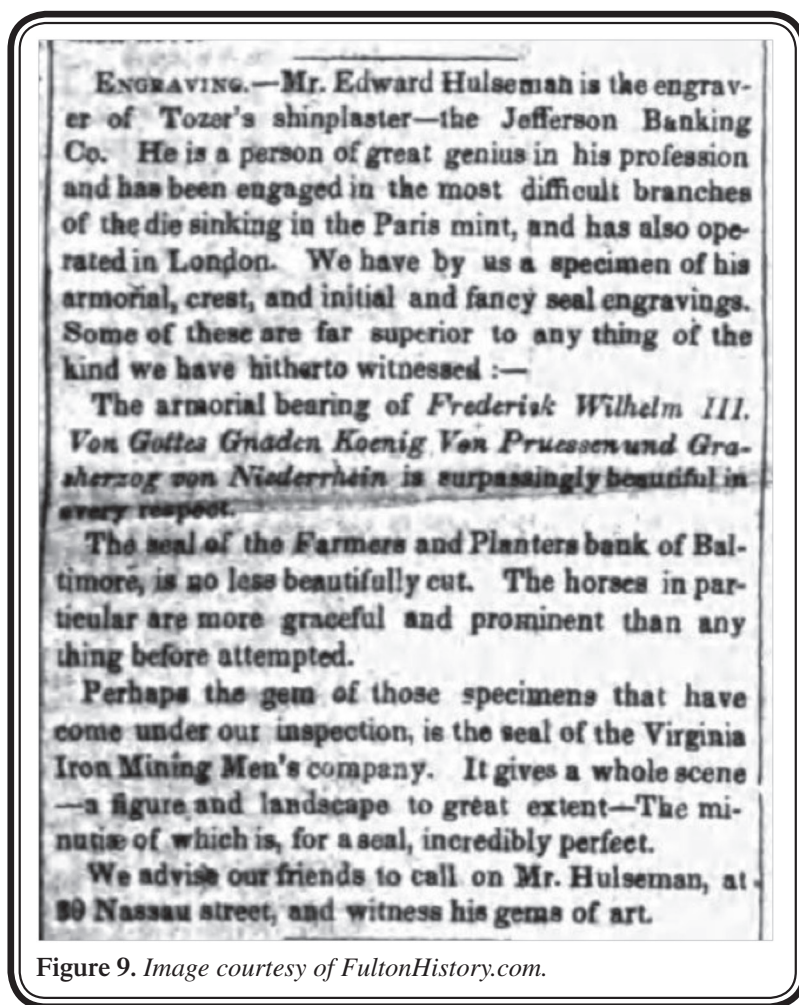 ENGRAVING.—Mr. Edward Hulseman is the engrav-
er of Tozer's shinplaster—the Jefferson Banking
Co. He is a person of great genius in his profession
and has been engaged in the most difficult branches
of the die sinking in the Paris mint, and has also ope-
rated in London. We have by us a specimen of his
armorial, crest, and initial and fancy seal engravings.
Some of these are far superior to any thing of the
kind we have hitherto witnessed :—
The armorial bearing of Frederisk Wilhelm III.
Von Gottes Gnaden Koenig Von Pruessen und Gra-
sherzog von Niederrhein is surpassingly beautiful in
every respect.
The seal of the Farmers and Planters bank of Bal-
timore, is no less beautifully cut. The horses in par-
ticular are more graceful and prominent than any
thing before attempted.
Perhaps the gem of those specimens that have
come under our inspection, is the seal of the Virginia
Iron Mining Men's company. It gives a whole scene
—a figure and landscape to great extent—The mi-
nutiæ of which is, for a seal, incredibly perfect.
We advise our friends to call on Mr. Hulseman, at
Nassau street, and witness his gems of art.
Figure 9. Image courtesy of FultonHistory.com.